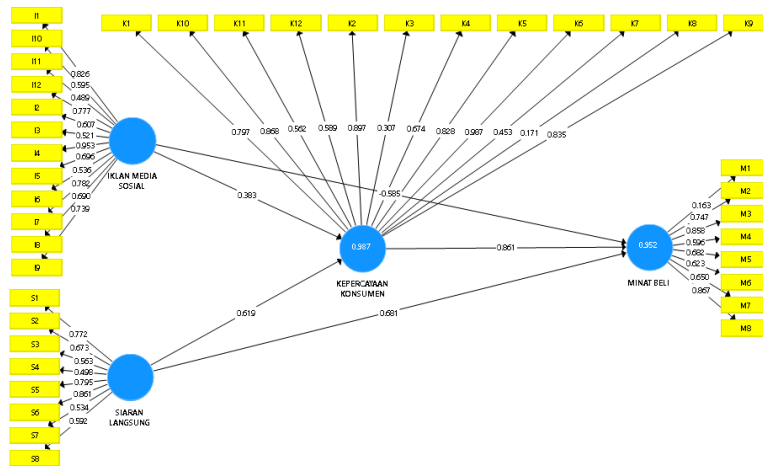 I1
I10
I11
I12
I2
I3
I4
I5
I6
I7
I8
I9
0.826
0.595
0.489
0.777
0.607
0.521
0.953
0.696
0.536
0.782
0.690
0.739
IKLAN MEDIA
SOSIAL
K1
K10
K11
K12
K2
K3
K4
K5
K6
K7
K8
K9
0.797
0.868
0.562
0.589
0.897
0.307
0.674
0.828
0.987
0.453
0.171
0.835
0.383
-0.585
0.987
KEPERCAYAAN
KONSUMEN
0.861
0.952
MINAT BELI
M1
M2
M3
M4
M5
M6
M7
M8
0.163
0.747
0.858
0.596
0.682
0.623
0.650
0.867
0.619
0.681
S1
S2
S3
S4
S5
S6
S7
S8
0.772
0.673
0.563
0.498
0.795
0.861
0.534
0.592
SIARAN
LANGSUNG